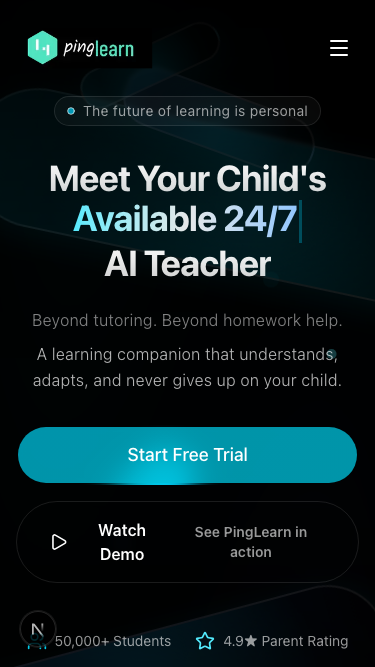 pinglearn
The future of learning is personal
Meet Your Child's
Available 24/7
AI Teacher
Beyond tutoring. Beyond homework help.
A learning companion that understands,
adapts, and never gives up on your child.
Start Free Trial
Watch
Demo
See PingLearn in
action
N
50,000+ Students
4.9★ Parent Rating